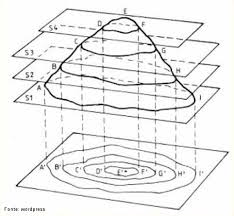 E
S4 D F
S3 C G
S2 B H
S1 A I
A' B' C' D' E' F' G' H' I'
Fonte: wordpress